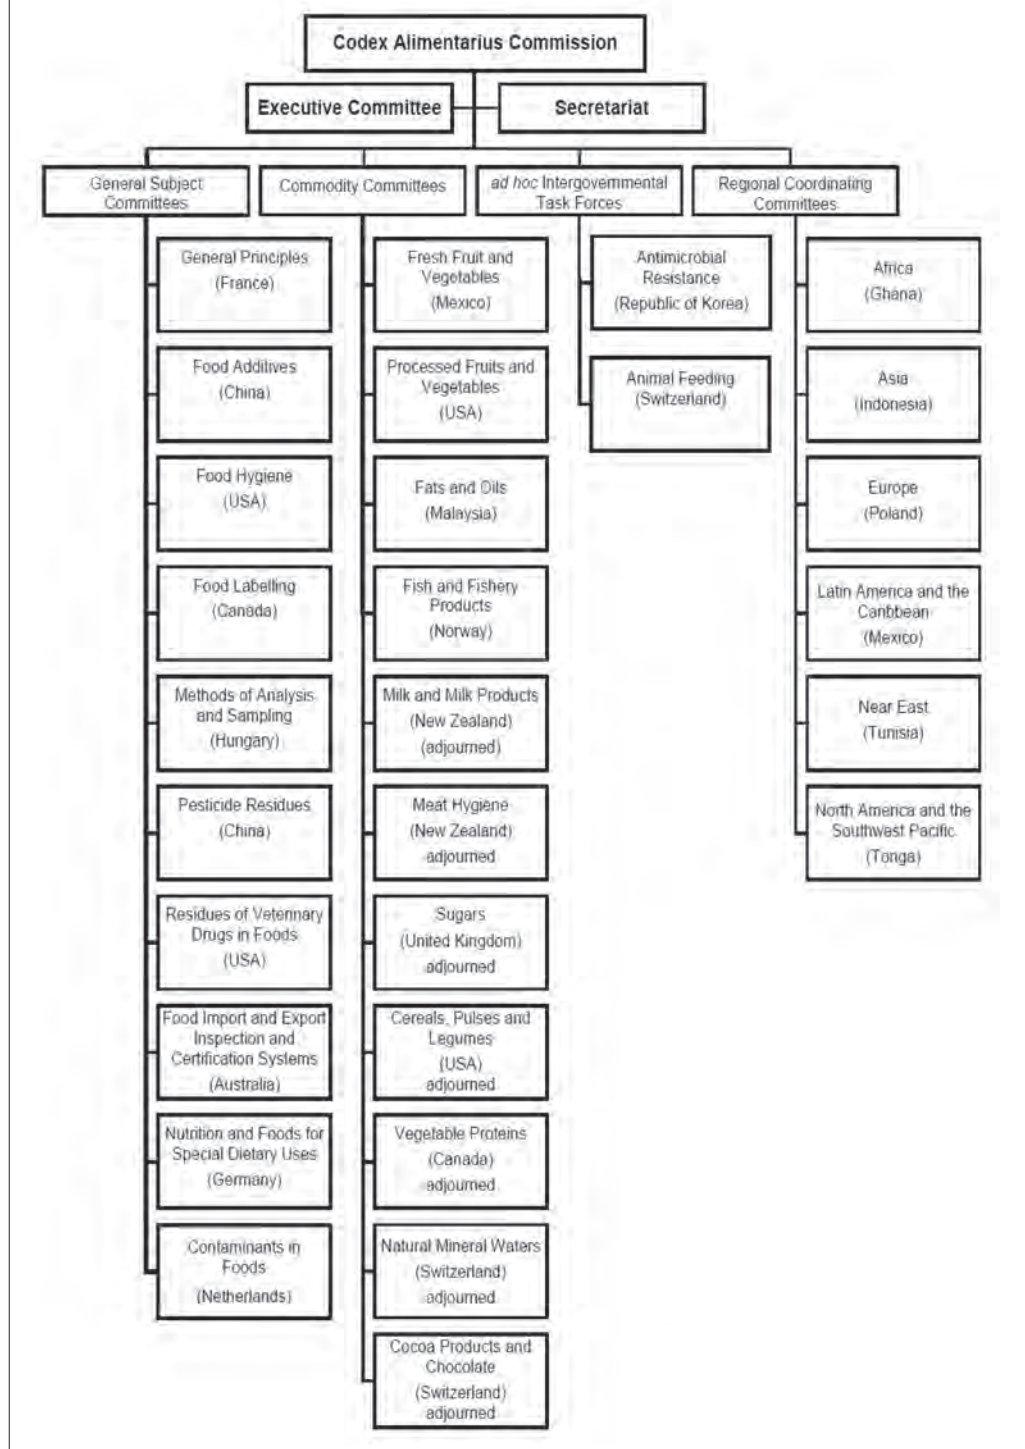 Codex Alimentarius Commission
Executive Committee
Secretariat
General Subject
Committees
General Principles
(France)
Food Additives
(China)
Food Hygiene
(USA)
Food Labelling
(Canada)
Methods of Analysis
and Sampling
(Hungary)
Pesticide Residues
(China)
Residues of Veterinary
Drugs in Foods
(USA)
Food Import and Export
Inspection and
Certification Systems
(Australia)
Nutrition and Foods for
Special Dietary Uses
(Germany)
Contaminants in
Foods
(Netherlands)
Commodity Committees
Fresh Fruit and
Vegetables
(Mexico)
Processed Fruits and
Vegetables
(USA)
Fats and Oils
(Malaysia)
Fish and Fishery
Products
(Norway)
Milk and Milk Products
(New Zealand)
(adjourned)
Meat Hygiene
(New Zealand)
adjourned
Sugars
(United Kingdom)
adjourned
Cereals, Pulses and
Legumes
(USA)
adjourned
Vegetable Proteins
(Canada)
adjourned
Natural Mineral Waters
(Switzerland)
adjourned
Cocoa Products and
Chocolate
(Switzerland)
adjourned
ad hoc Intergovernmental
Task Forces
Antimicrobial
Resistance
(Republic of Korea)
Animal Feeding
(Switzerland)
Regional Coordinating
Committees
Africa
(Ghana)
Asia
(Indonesia)
Europe
(Poland)
Latin America and the
Caribbean
(Mexico)
Near East
(Tunisia)
North America and the
Southwest Pacific
(Tonga)